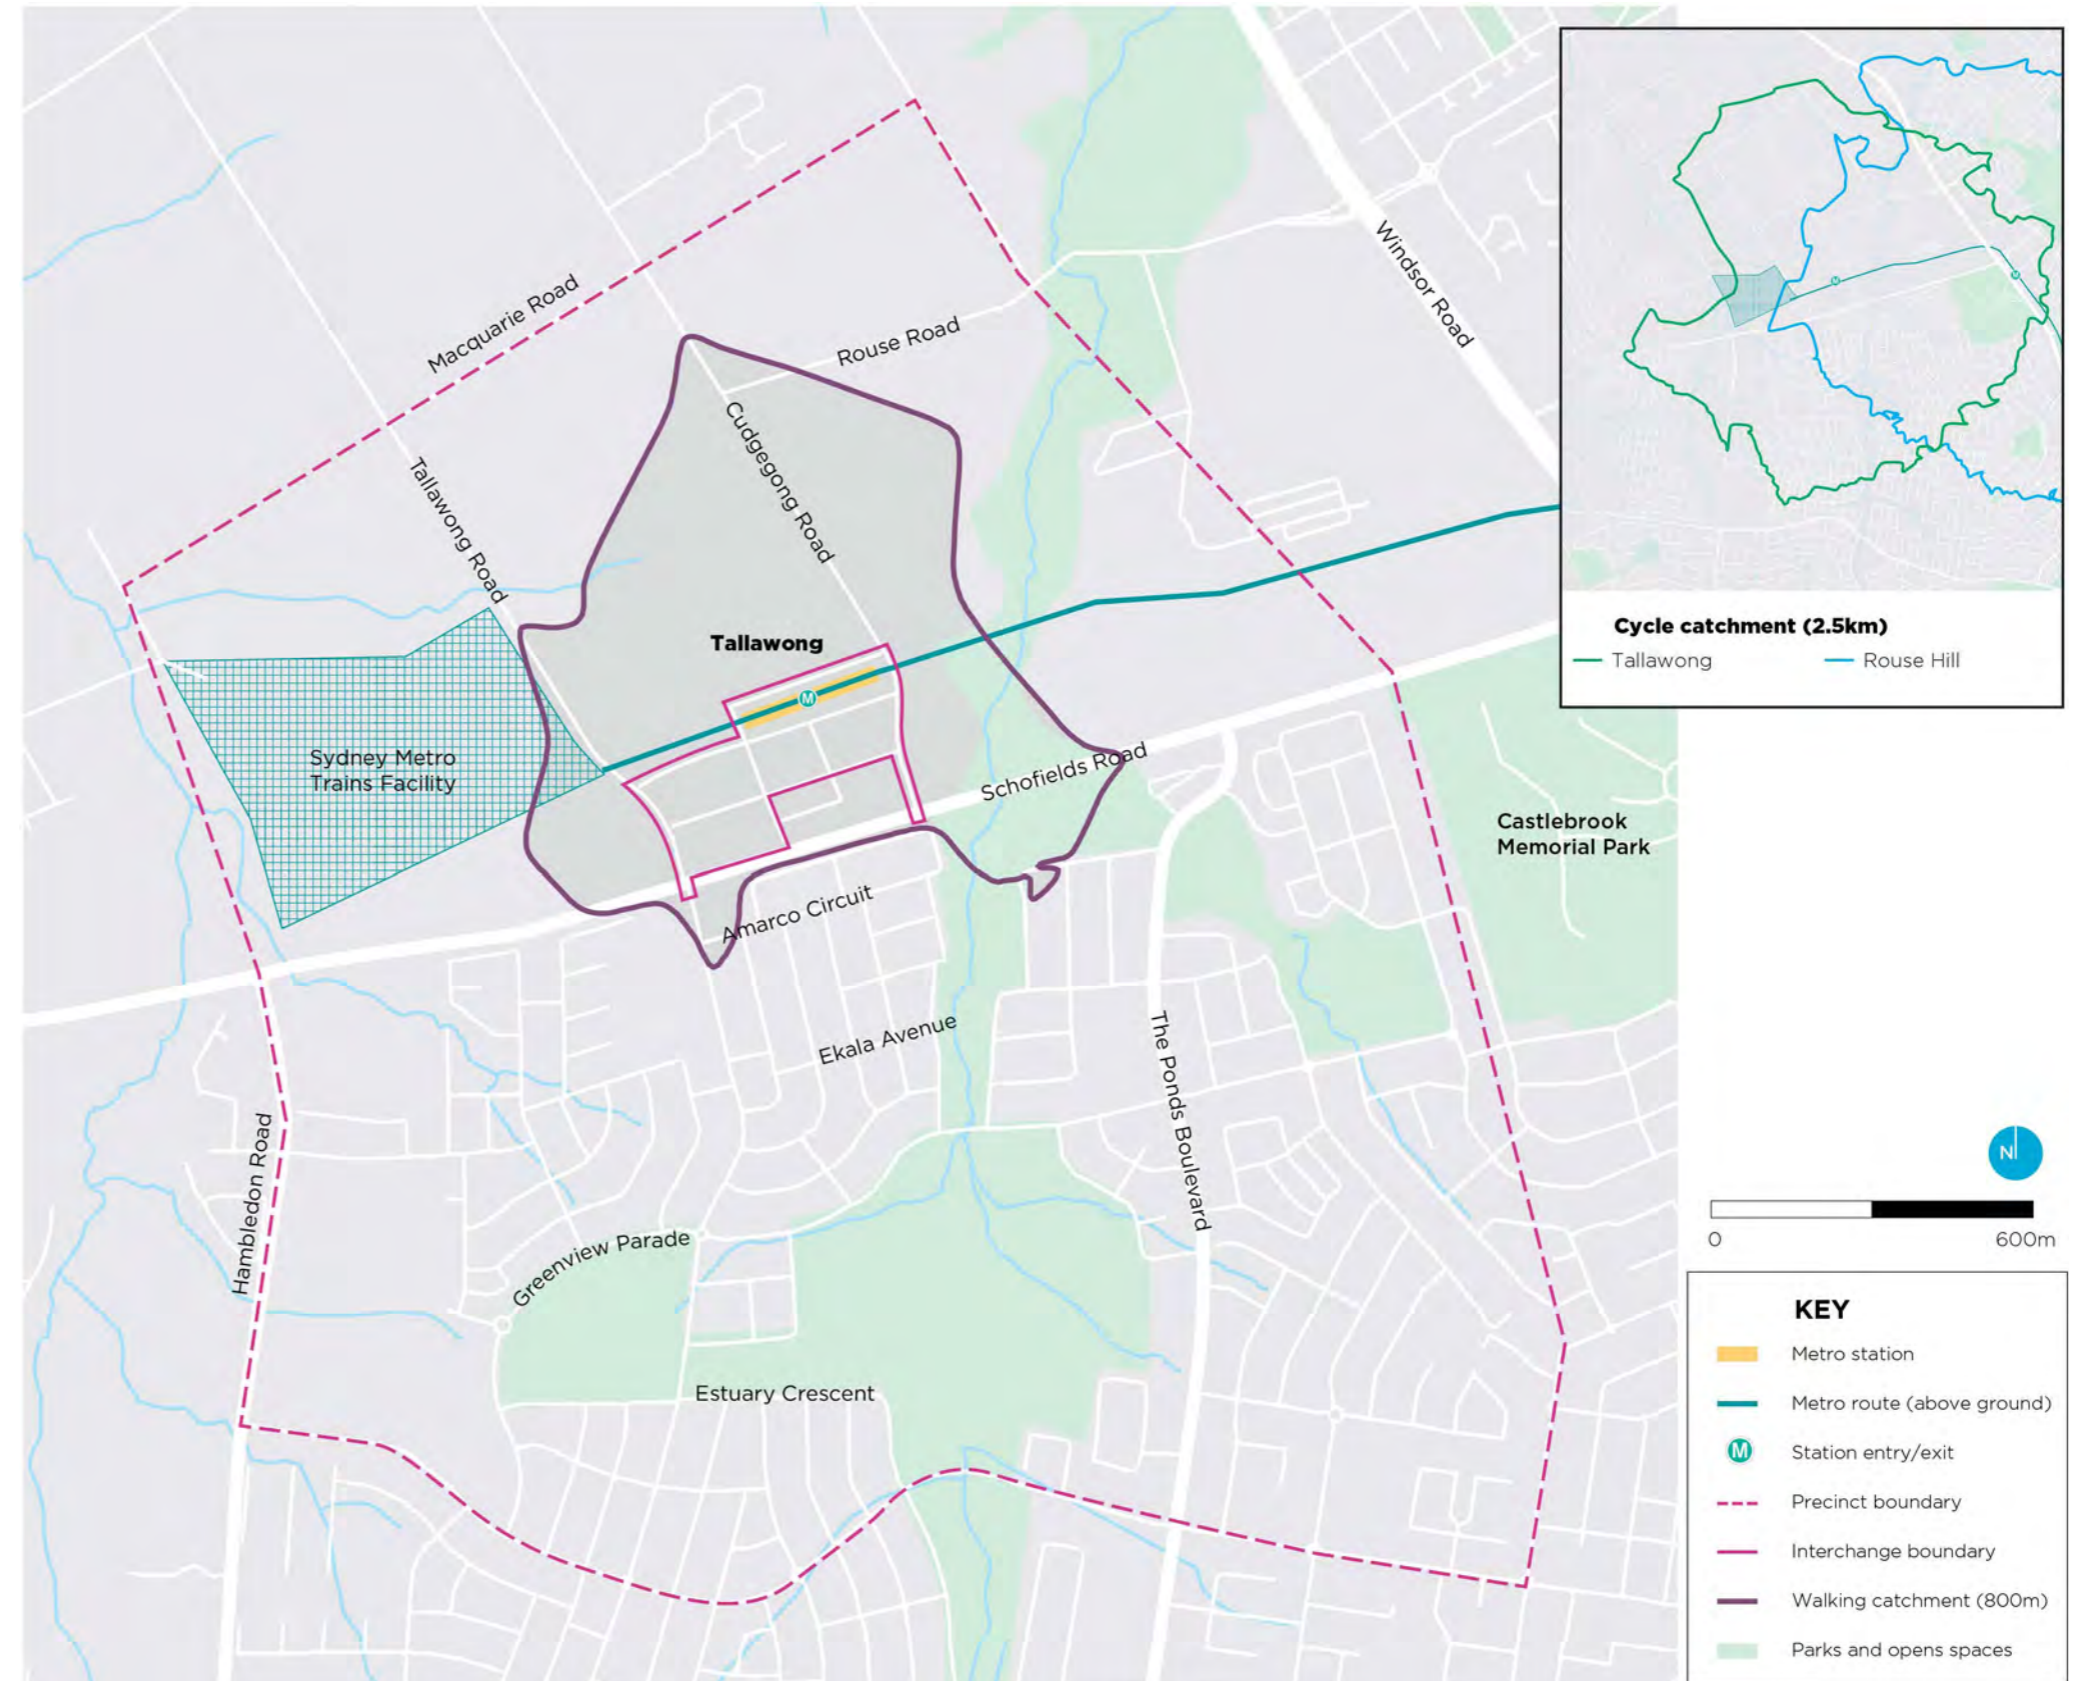 Macquarie Road
Rouse Road
Windsor Road
Tallawong Road
Cudgegong Road
Tallawong
M
Sydney Metro
Trains Facility
Schofields Road
Castlebrook
Memorial Park
Amarco Circuit
Ekala Avenue
The Ponds Boulevard
Hambledon Road
Greenview Parade
Estuary Crescent
M
M
Cycle catchment (2.5km)
Tallawong
Rouse Hill
N
0
600m
KEY
Metro station
Metro route (above ground)
M
Station entry/exit
Precinct boundary
Interchange boundary
Walking catchment (800m)
Parks and opens spaces